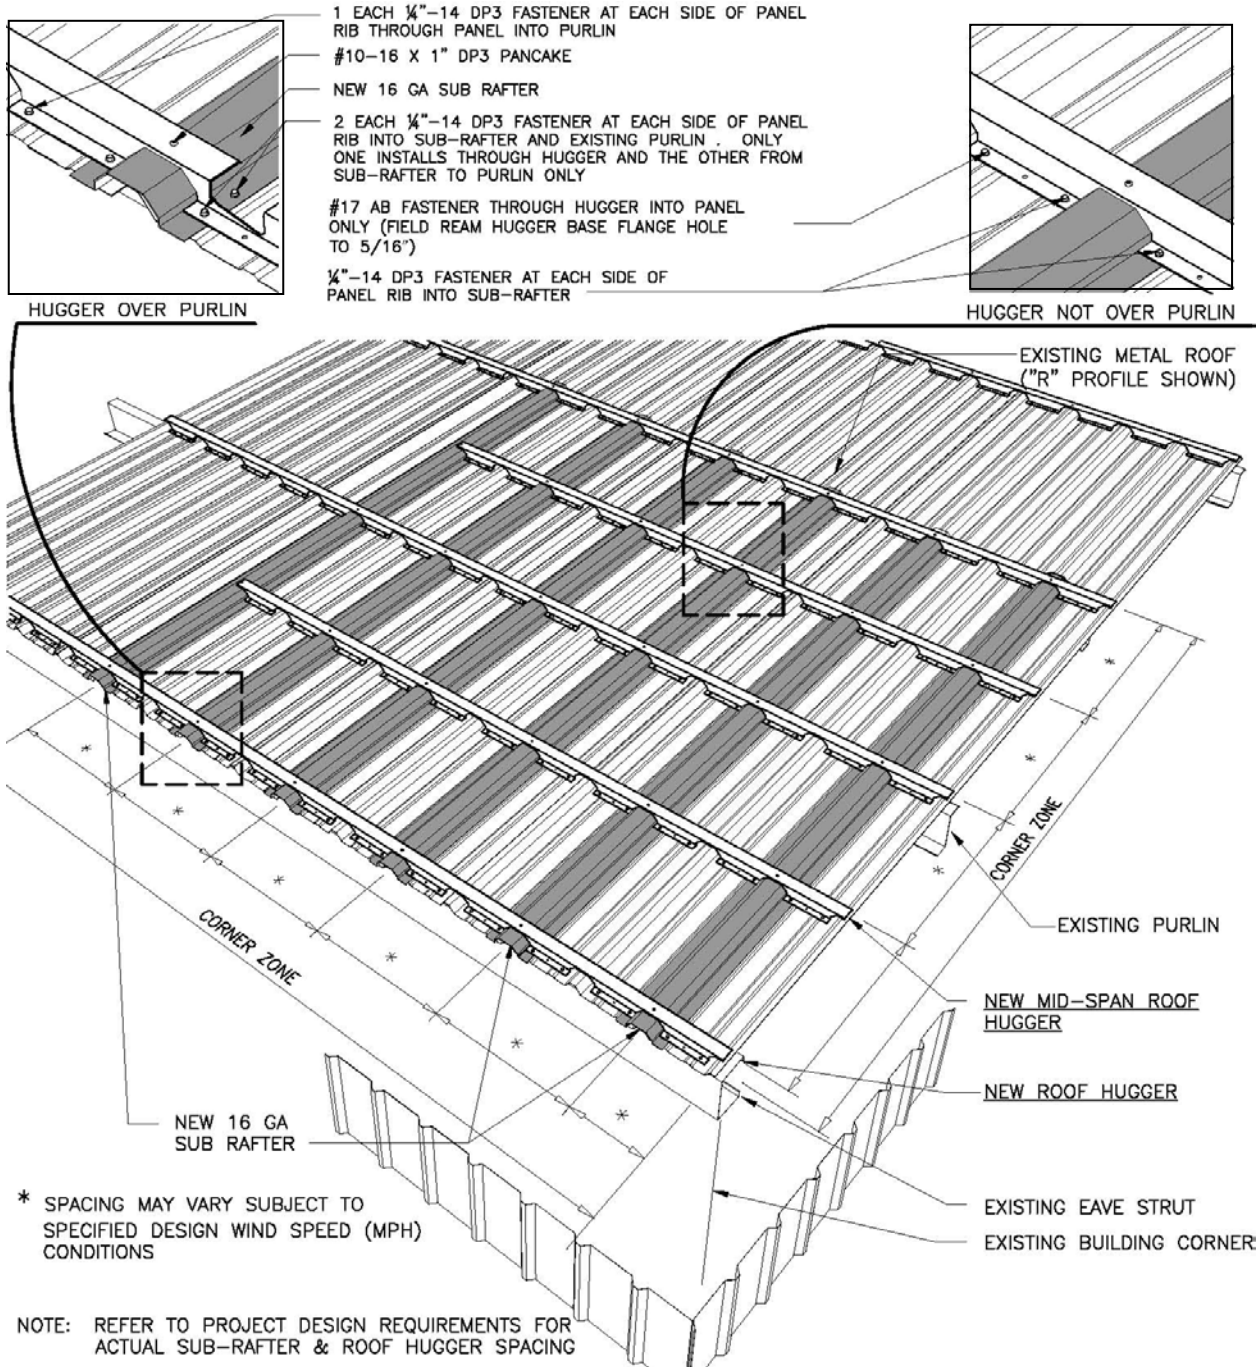 1 EACH ¼"-14 DP3 FASTENER AT EACH SIDE OF PANEL
RIB THROUGH PANEL INTO PURLIN
#10-16 X 1" DP3 PANCAKE
NEW 16 GA SUB RAFTER
2 EACH ¼"-14 DP3 FASTENER AT EACH SIDE OF PANEL
RIB INTO SUB-RAFTER AND EXISTING PURLIN . ONLY
ONE INSTALLS THROUGH HUGGER AND THE OTHER FROM
SUB-RAFTER TO PURLIN ONLY
#17 AB FASTENER THROUGH HUGGER INTO PANEL
ONLY (FIELD REAM HUGGER BASE FLANGE HOLE
TO 5/16")
¼"-14 DP3 FASTENER AT EACH SIDE OF
PANEL RIB INTO SUB-RAFTER
HUGGER OVER PURLIN
HUGGER NOT OVER PURLIN
EXISTING METAL ROOF
("R" PROFILE SHOWN)
*
*
*
*
*
*
*
*
*
CORNER ZONE
CORNER ZONE
EXISTING PURLIN
NEW MID-SPAN ROOF
HUGGER
NEW ROOF HUGGER
NEW 16 GA
SUB RAFTER
EXISTING EAVE STRUT
EXISTING BUILDING CORNER
* SPACING MAY VARY SUBJECT TO
SPECIFIED DESIGN WIND SPEED (MPH)
CONDITIONS
NOTE: REFER TO PROJECT DESIGN REQUIREMENTS FOR
ACTUAL SUB-RAFTER & ROOF HUGGER SPACING